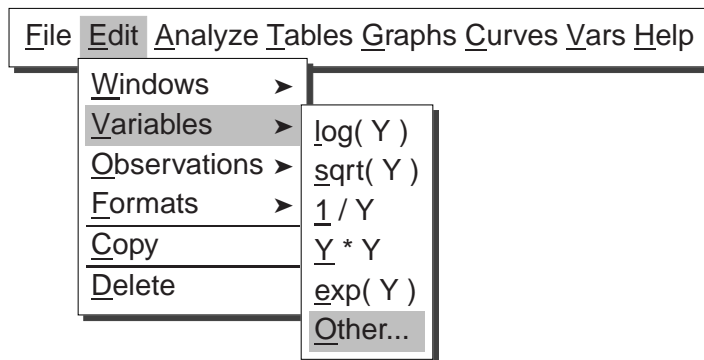 File Edit Analyze Tables Graphs Curves Vars Help
Windows ➤
Variables ➤
Observations ➤
Formats ➤
Copy
Delete
log( Y )
sqrt( Y )
1 / Y
Y * Y
exp( Y )
Other...